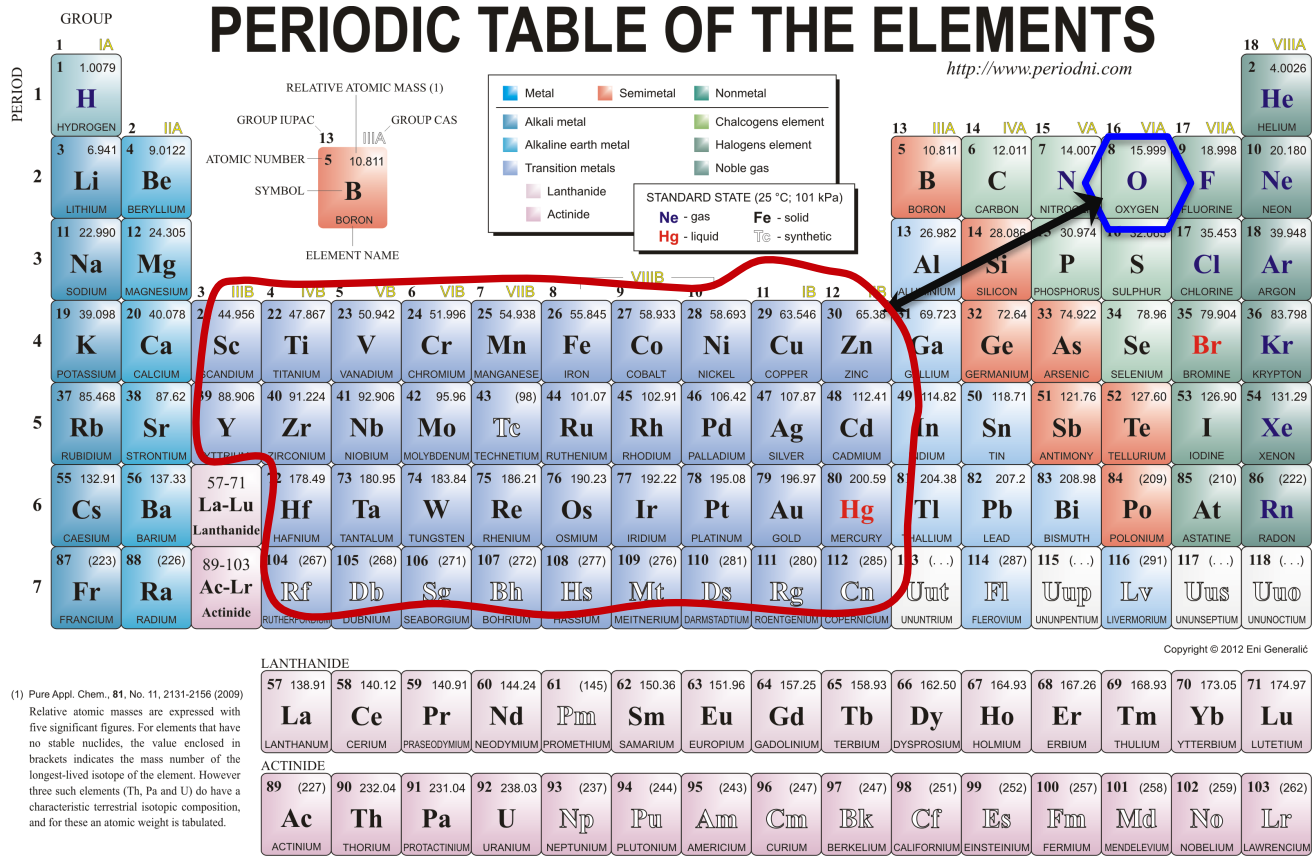 PERIODIC TABLE OF THE ELEMENTS
http://www.periodni.com
GROUP
PERIOD
1 IA
18 VIIIA
1
1 1.0079
H
HYDROGEN
2 4.0026
He
HELIUM
RELATIVE ATOMIC MASS (1)
GROUP IUPAC
GROUP CAS
13 IIIA
ATOMIC NUMBER
5 10.811
SYMBOL
B
BORON
ELEMENT NAME
Metal
Semimetal
Nonmetal
Alkali metal
Chalcogens element
Alkaline earth metal
Halogens element
Transition metals
Noble gas
Lanthanide
Actinide
STANDARD STATE (25 °C; 101 kPa)
Ne - gas
Fe - solid
Hg - liquid
Tc - synthetic
2 IIA
13 IIIA 14 IVA 15 VA 16 VIA 17 VIIA
2
3 6.941 4 9.0122 5 10.811 6 12.011 7 14.007 8 15.999 9 18.998 10 20.180
Li Be B C N O F Ne
LITHIUM BERYLLIUM BORON CARBON NITROGEN OXYGEN FLUORINE NEON
3
11 22.990 12 24.305 13 26.982 14 28.086 15 30.974 16 32.065 17 35.453 18 39.948
Na Mg Al Si P S Cl Ar
SODIUM MAGNESIUM ALUMINIUM SILICON PHOSPHORUS SULPHUR CHLORINE ARGON
VIIIB
3 IIIB 4 IVB 5 VB 6 VIB 7 VIIB 8 9 10 11 IB 12 IIB
4
19 39.098 20 40.078 21 44.956 22 47.867 23 50.942 24 51.996 25 54.938 26 55.845 27 58.933 28 58.693 29 63.546 30 65.38 31 69.723 32 72.64 33 74.922 34 78.96 35 79.904 36 83.798
K Ca Sc Ti V Cr Mn Fe Co Ni Cu Zn Ga Ge As Se Br Kr
POTASSIUM CALCIUM SCANDIUM TITANIUM VANADIUM CHROMIUM MANGANESE IRON COBALT NICKEL COPPER ZINC GALLIUM GERMANIUM ARSENIC SELENIUM BROMINE KRYPTON
5
37 85.468 38 87.62 39 88.906 40 91.224 41 92.906 42 95.96 43 (98) 44 101.07 45 102.91 46 106.42 47 107.87 48 112.41 49 114.82 50 118.71 51 121.76 52 127.60 53 126.90 54 131.29
Rb Sr Y Zr Nb Mo Tc Ru Rh Pd Ag Cd In Sn Sb Te I Xe
RUBIDIUM STRONTIUM YTTRIUM ZIRCONIUM NIOBIUM MOLYBDENUM TECHNETIUM RUTHENIUM RHODIUM PALLADIUM SILVER CADMIUM INDIUM TIN ANTIMONY TELLURIUM IODINE XENON
6
55 132.91 56 137.33 57-71 72 178.49 73 180.95 74 183.84 75 186.21 76 190.23 77 192.22 78 195.08 79 196.97 80 200.59 81 204.38 82 207.2 83 208.98 84 (209) 85 (210) 86 (222)
Cs Ba La-Lu Hf Ta W Re Os Ir Pt Au Hg Tl Pb Bi Po At Rn
CAESIUM BARIUM Lanthanide HAFNIUM TANTALUM TUNGSTEN RHENIUM OSMIUM IRIDIUM PLATINUM GOLD MERCURY THALLIUM LEAD BISMUTH POLONIUM ASTATINE RADON
7
87 (223) 88 (226) 89-103 104 (267) 105 (268) 106 (271) 107 (272) 108 (277) 109 (276) 110 (281) 111 (280) 112 (285) 113 (...) 114 (287) 115 (...) 116 (291) 117 (...) 118 (...)
Fr Ra Ac-Lr Rf Db Sg Bh Hs Mt Ds Rg Cn Uut Fl Uup Lv Uus Uuo
FRANCIUM RADIUM Actinide RUTHERFORDIUM DUBNIUM SEABORGIUM BOHRIUM HASSIUM MEITNERIUM DARMSTADTIUM ROENTGENIUM COPERNICIUM UNUNTRIUM FLEROVIUM UNUNPENTIUM LIVERMORIUM UNUNSEPTIUM UNUNOCTIUM
Copyright © 2012 Eni Generalić
LANTHANIDE
57 138.91 58 140.12 59 140.91 60 144.24 61 (145) 62 150.36 63 151.96 64 157.25 65 158.93 66 162.50 67 164.93 68 167.26 69 168.93 70 173.05 71 174.97
La Ce Pr Nd Pm Sm Eu Gd Tb Dy Ho Er Tm Yb Lu
LANTHANUM CERIUM PRASEODYMIUM NEODYMIUM PROMETHIUM SAMARIUM EUROPIUM GADOLINIUM TERBIUM DYSPROSIUM HOLMIUM ERBIUM THULIUM YTTERBIUM LUTETIUM
ACTINIDE
89 (227) 90 232.04 91 231.04 92 238.03 93 (237) 94 (244) 95 (243) 96 (247) 97 (247) 98 (251) 99 (252) 100 (257) 101 (258) 102 (259) 103 (262)
Ac Th Pa U Np Pu Am Cm Bk Cf Es Fm Md No Lr
ACTINIUM THORIUM PROTACTINIUM URANIUM NEPTUNIUM PLUTONIUM AMERICIUM CURIUM BERKELIUM CALIFORNIUM EINSTEINIUM FERMIUM MENDELEVIUM NOBELIUM LAWRENCIUM
(1) Pure Appl. Chem., 81, No. 11, 2131-2156 (2009)
Relative atomic masses are expressed with
five significant figures. For elements that have
no stable nuclides, the value enclosed in
brackets indicates the mass number of the
longest-lived isotope of the element. However
three such elements (Th, Pa and U) do have a
characteristic terrestrial isotopic composition,
and for these an atomic weight is tabulated.